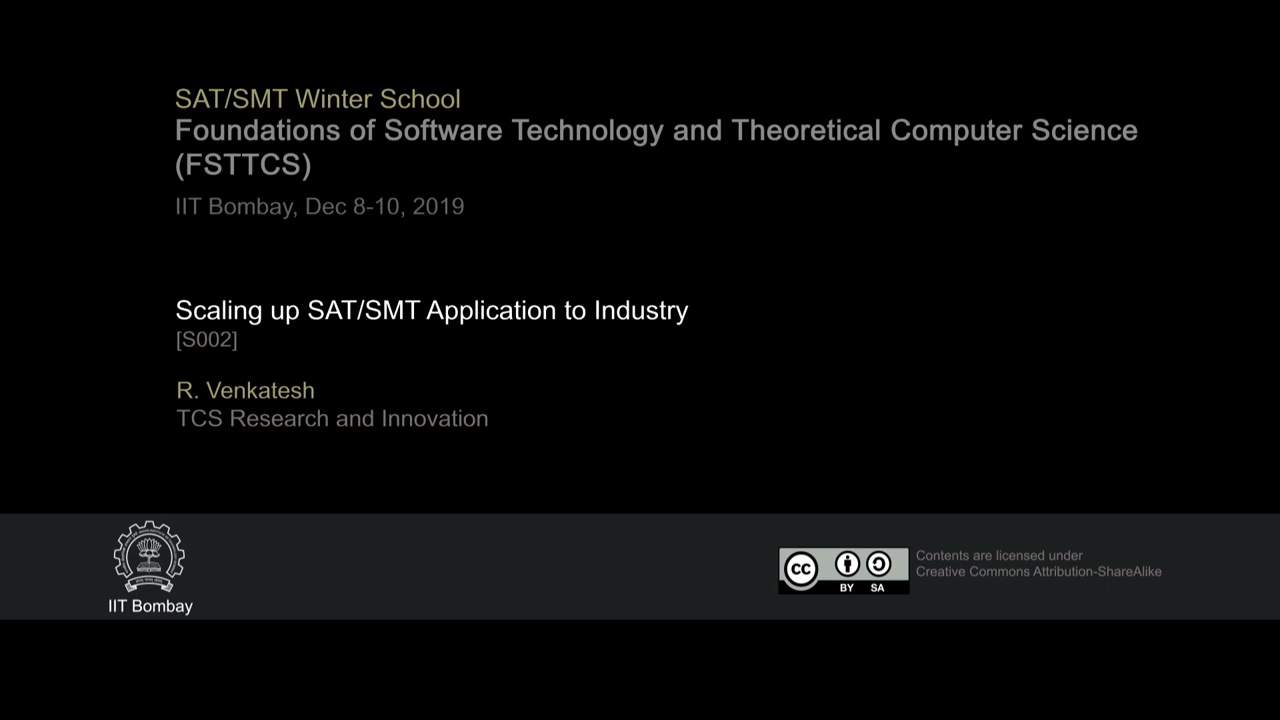 SAT/SMT Winter School
Foundations of Software Technology and Theoretical Computer Science
(FSTTCS)
IIT Bombay, Dec 8-10, 2019
Scaling up SAT/SMT Application to Industry
[S002]
R. Venkatesh
TCS Research and Innovation
IIT Bombay
cc
BY SA
Contents are licensed under
Creative Commons Attribution-ShareAlike